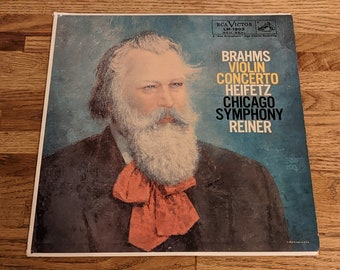 RCA VICTOR
BRAHMS
VIOLIN
CONCERTO
HEIFETZ
CHICAGO
SYMPHONY
REINER